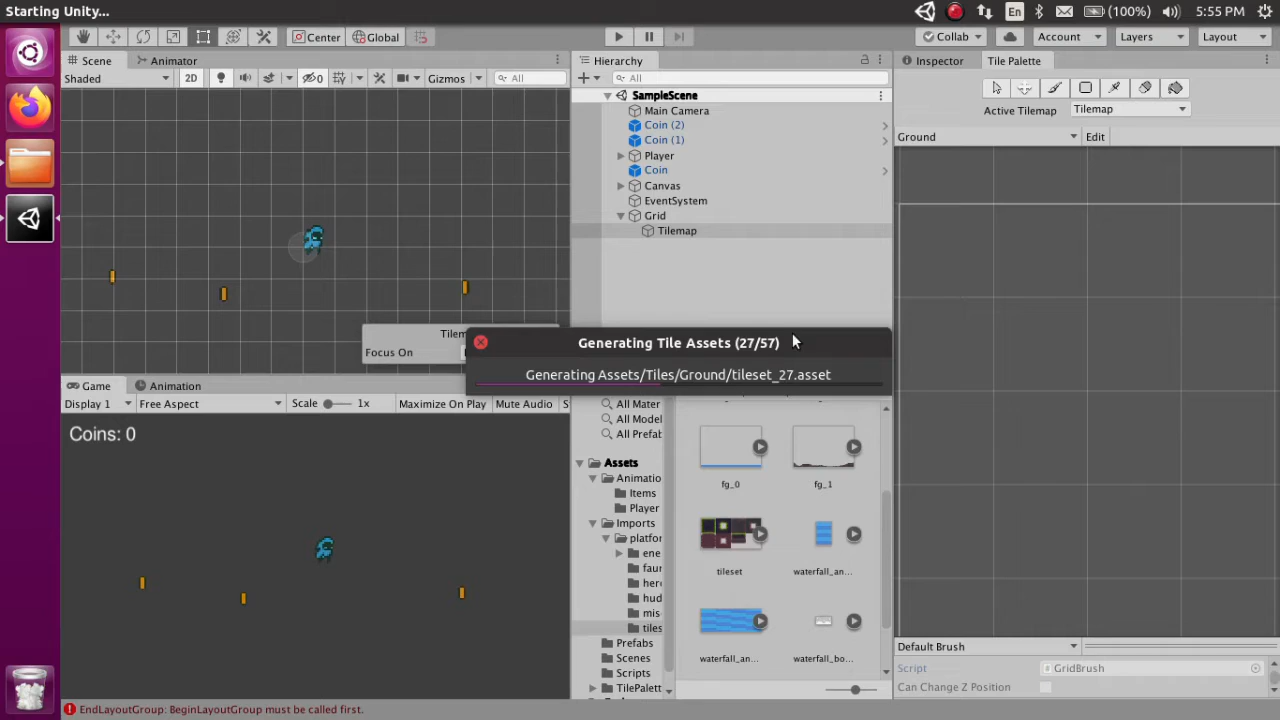 Starting Unity...
En
(100%)
5:55 PM
Center
Global
Collab
Account
Layers
Layout
Scene
Animator
Shaded
2D
0
Gizmos
All
Hierarchy
All
SampleScene
Main Camera
Coin (2)
Coin (1)
Player
Coin
Canvas
EventSystem
Grid
Tilemap
Inspector
Tile Palette
Active Tilemap
Tilemap
Ground
Edit
Tilem
Focus On
Generating Tile Assets (27/57)
Generating Assets/Tiles/Ground/tileset_27.asset
Game
Animation
Display 1
Free Aspect
Scale
1x
Maximize On Play
Mute Audio
S
Coins: 0
All Mater
All Model
All Prefab
Assets
Animatio
Items
Player
Imports
platfo
ene
faur
hero
hud
mis
tiles
Prefabs
Scenes
Scripts
TilePalett
fg_0
fg_1
tileset
waterfall_an...
waterfall_an...
waterfall_bo...
Default Brush
Script
GridBrush
Can Change Z Position
EndLayoutGroup: BeginLayoutGroup must be called first.